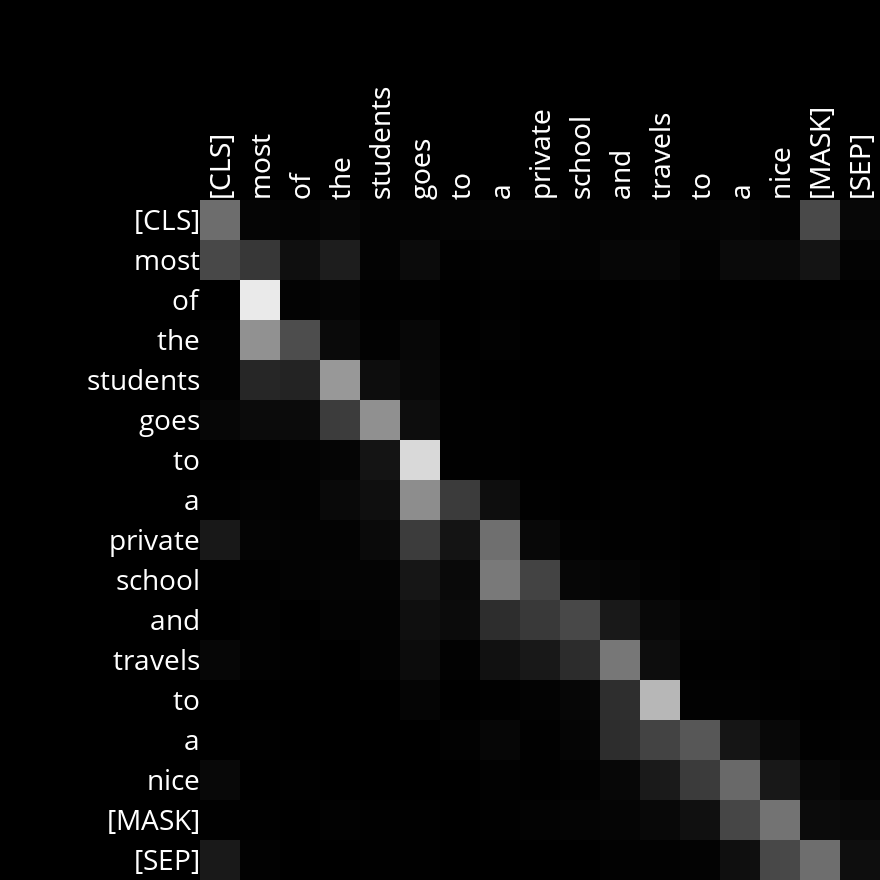 [CLS] most of the students goes to a private school and travels to a nice [MASK] [SEP]
[CLS]
most
of
the
students
goes
to
a
private
school
and
travels
to
a
nice
[MASK]
[SEP]